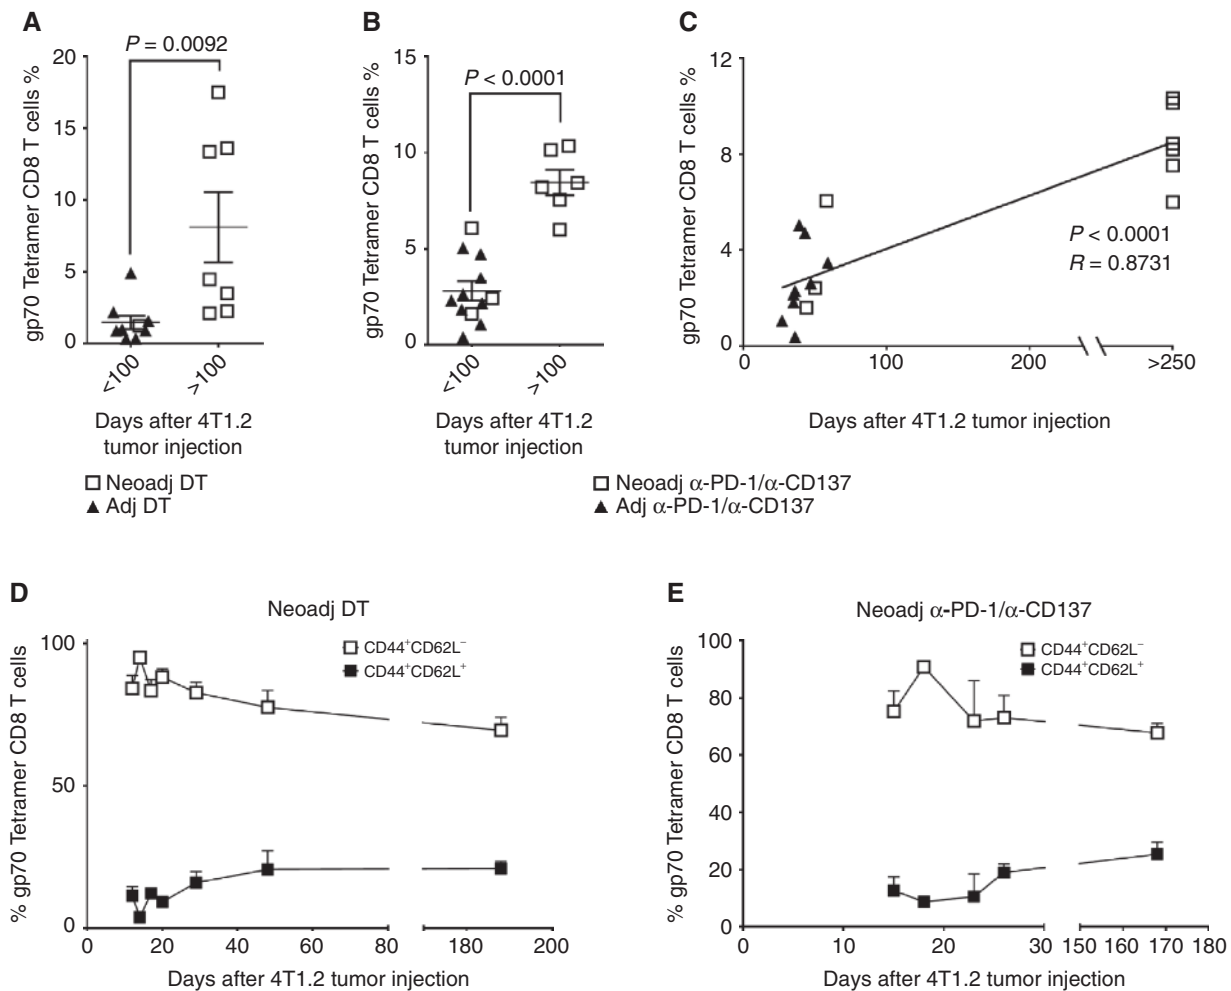 A
P = 0.0092
gp70 Tetramer CD8 T cells %
20
15
10
5
0
<100
>100
Days after 4T1.2
tumor injection
□ Neoadj DT
▲ Adj DT
B
P < 0.0001
gp70 Tetramer CD8 T cells %
15
10
5
0
<100
>100
Days after 4T1.2
tumor injection
C
gp70 Tetramer CD8 T cells %
12
8
4
0
P < 0.0001
R = 0.8731
0 100 200 >250
Days after 4T1.2 tumor injection
□ Neoadj α-PD-1/α-CD137
▲ Adj α-PD-1/α-CD137
D
Neoadj DT
CD44⁺CD62L⁻
CD44⁺CD62L⁺
% gp70 Tetramer CD8 T cells
100
50
0
0 20 40 60 80 180 200
Days after 4T1.2 tumor injection
E
Neoadj α-PD-1/α-CD137
CD44⁺CD62L⁻
CD44⁺CD62L⁺
% gp70 Tetramer CD8 T cells
100
80
60
40
20
0
0 10 20 30 150 160 170 180
Days after 4T1.2 tumor injection